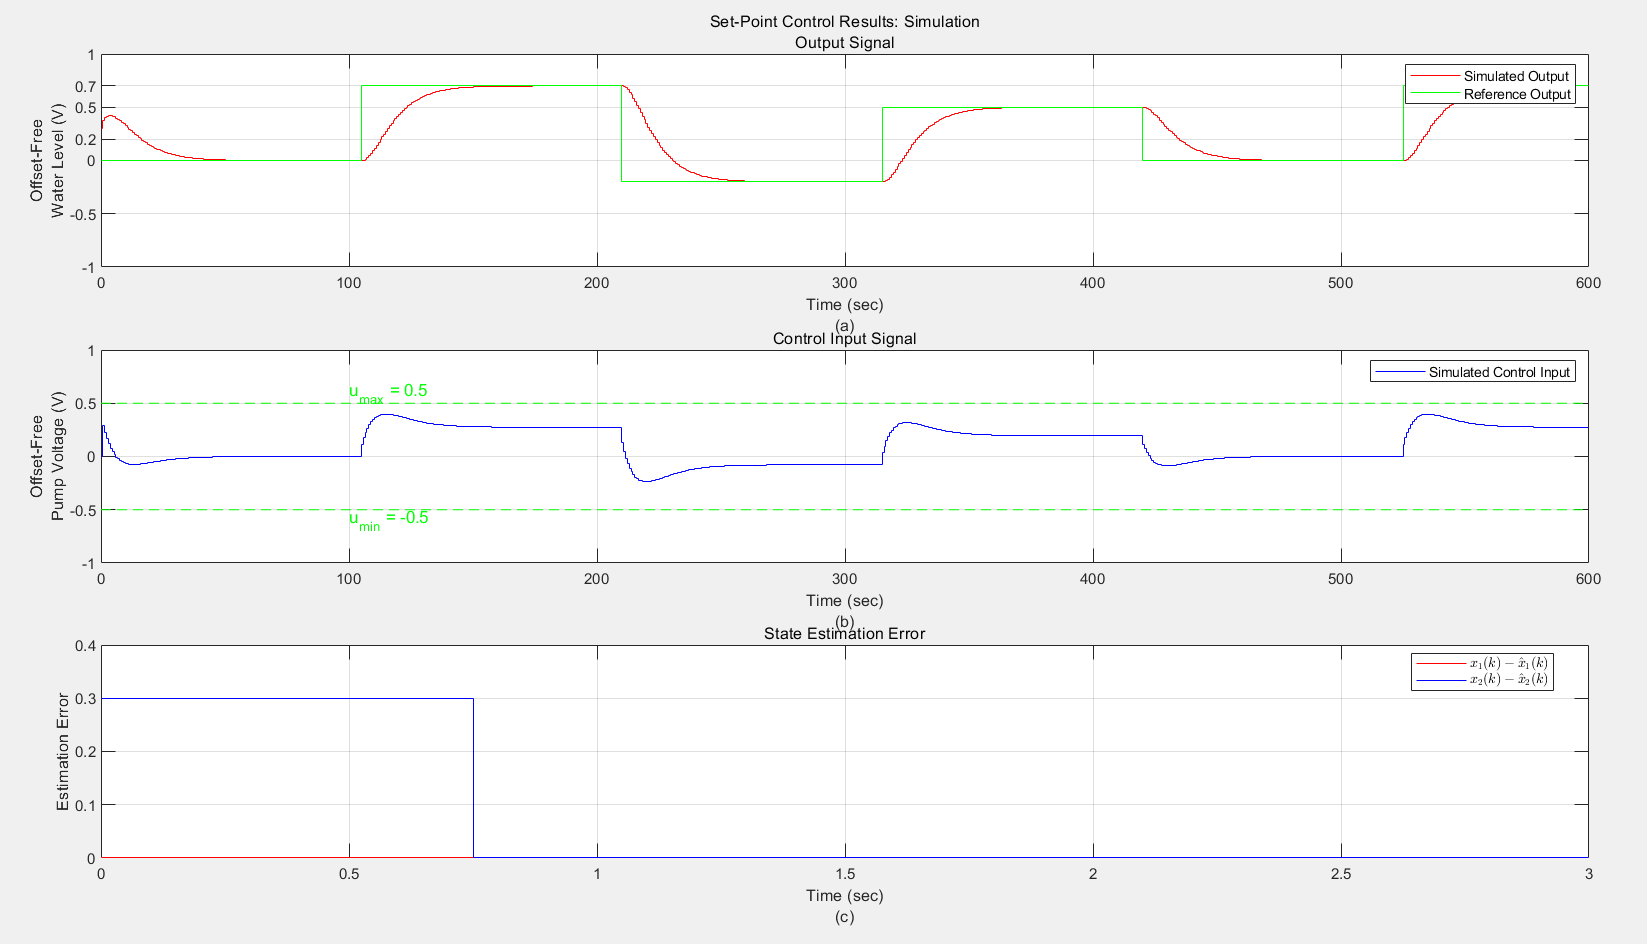 Set-Point Control Results: Simulation
Output Signal
1
0.7
0.5
0.2
0
-0.5
-1
Offset-Free
Water Level (V)
Simulated Output
Reference Output
0 100 200 300 400 500 600
Time (sec)
(a)
Control Input Signal
1
0.5
0
-0.5
-1
Offset-Free
Pump Voltage (V)
u_max = 0.5
u_min = -0.5
Simulated Control Input
0 100 200 300 400 500 600
Time (sec)
(b)
State Estimation Error
0.4
0.3
0.2
0.1
0
Estimation Error
x₁(k) − x̂₁(k)
x₂(k) − x̂₂(k)
0 0.5 1 1.5 2 2.5 3
Time (sec)
(c)